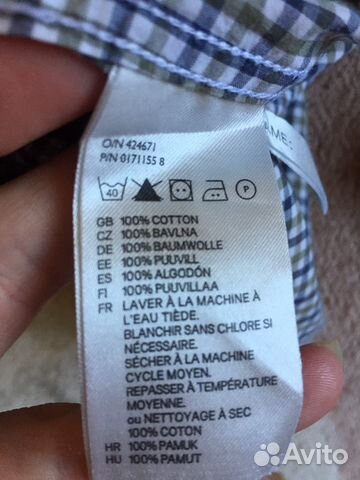 O/N 424671
P/N 0171155 8
AME:
40 P
GB 100% COTTON
CZ 100% BAVLNA
DE 100% BAUMWOLLE
EE 100% PUUVILL
ES 100% ALGODÓN
FI 100% PUUVILLAA
FR LAVER À LA MACHINE À
L'EAU TIÈDE.
BLANCHIR SANS CHLORE SI
NÉCESSAIRE.
SÉCHER À LA MACHINE
CYCLE MOYEN.
REPASSER À TEMPÉRATURE
MOYENNE.
ou NETTOYAGE À SEC
100% COTON
HR 100% PAMUK
HU 100% PAMUT
Avito